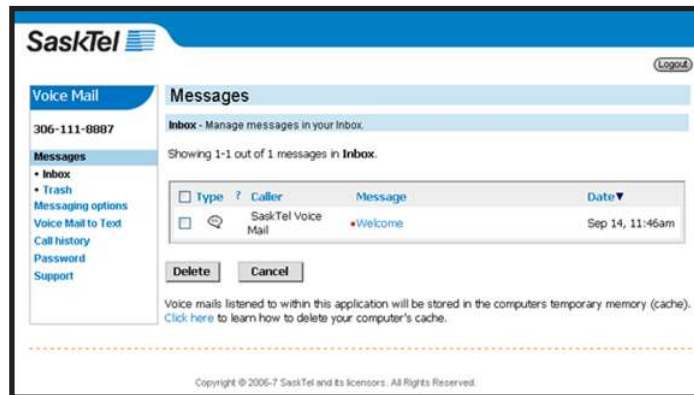 SaskTel
Logout
Voice Mail
306-111-8887
Messages
• Inbox
• Trash
Messaging options
Voice Mail to Text
Call history
Password
Support
Messages
Inbox - Manage messages in your Inbox.
Showing 1-1 out of 1 messages in Inbox.
Type ? Caller Message Date▼
SaskTel Voice Mail •Welcome Sep 14, 11:46am
Delete Cancel
Voice mails listened to within this application will be stored in the computers temporary memory (cache).
Click here to learn how to delete your computer's cache.
Copyright © 2006-7 SaskTel and its licensors. All Rights Reserved.